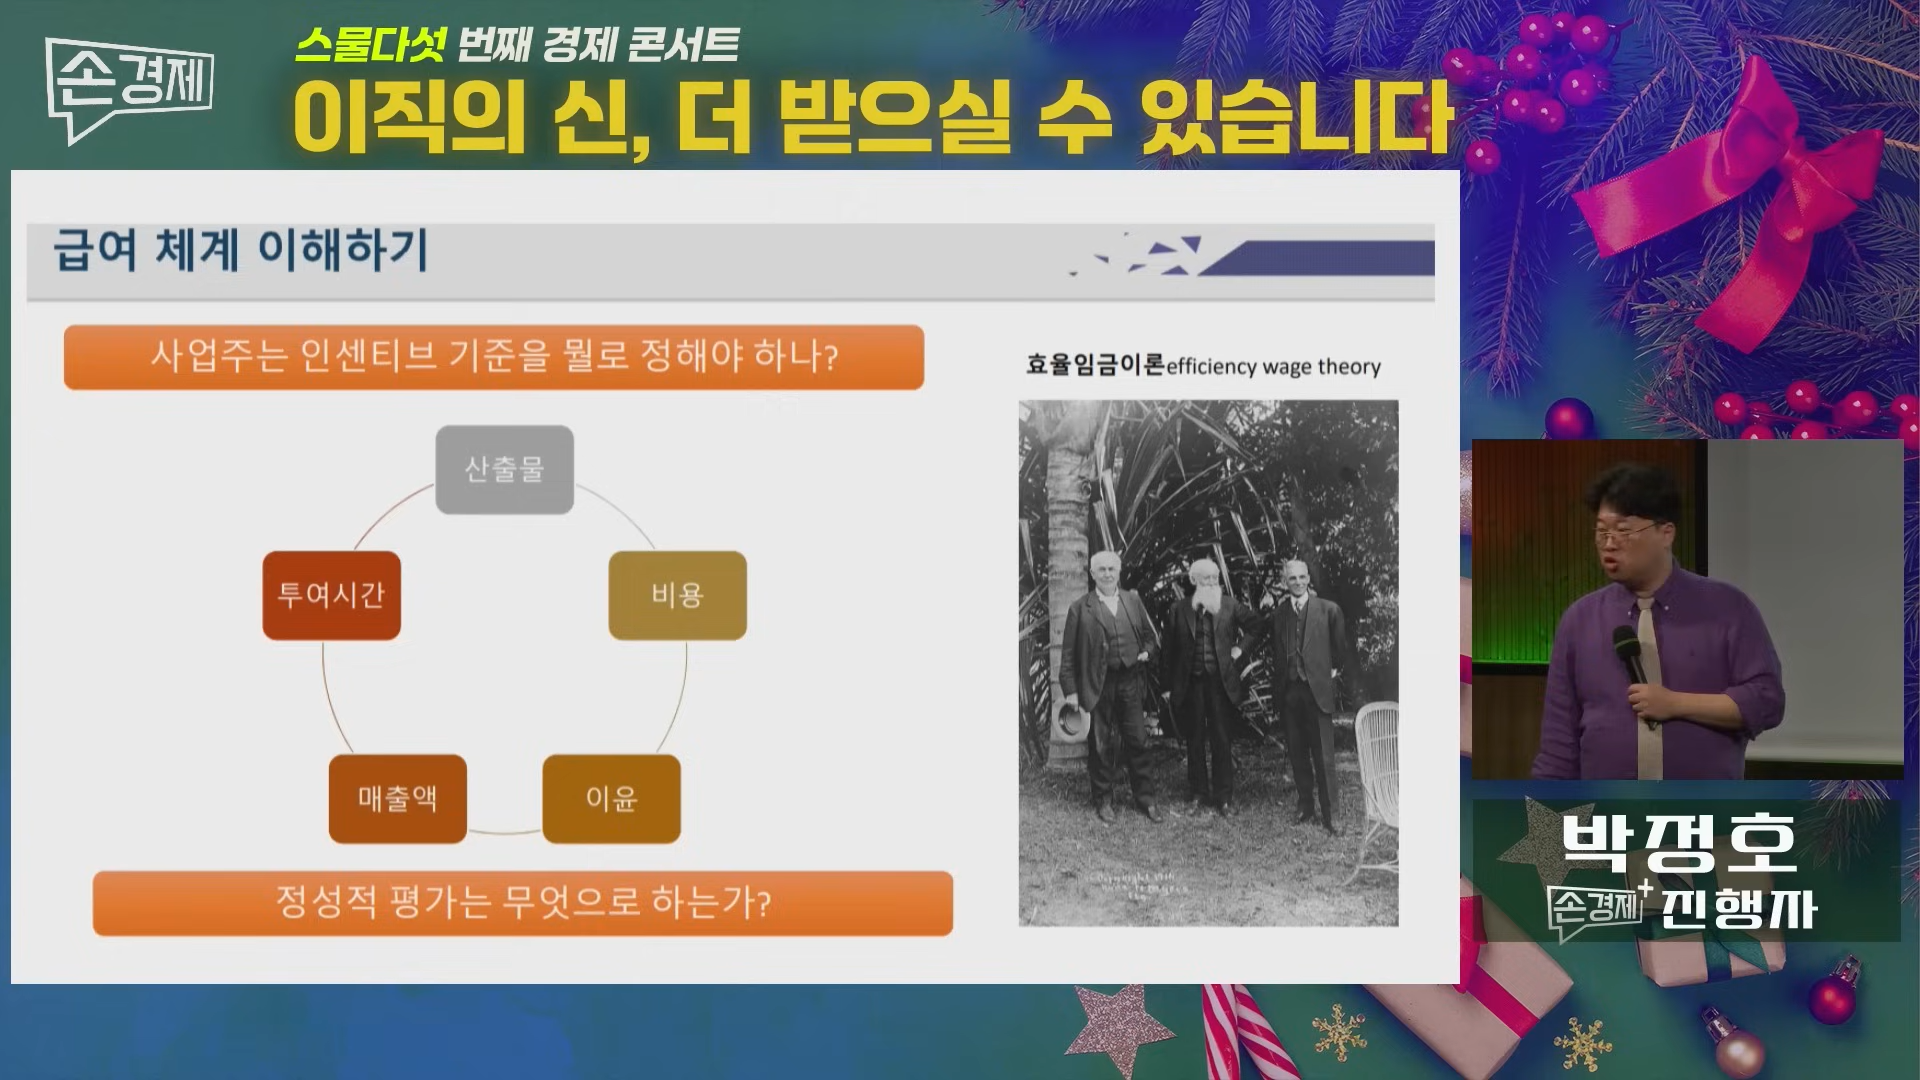 손경제
스물다섯 번째 경제 콘서트
이직의 신, 더 받으실 수 있습니다
급여 체계 이해하기
사업주는 인센티브 기준을 뭘로 정해야 하나?
효율임금이론efficiency wage theory
산출물
투여시간
비용
매출액
이윤
정성적 평가는 무엇으로 하는가?
박정호
손경제+ 진행자